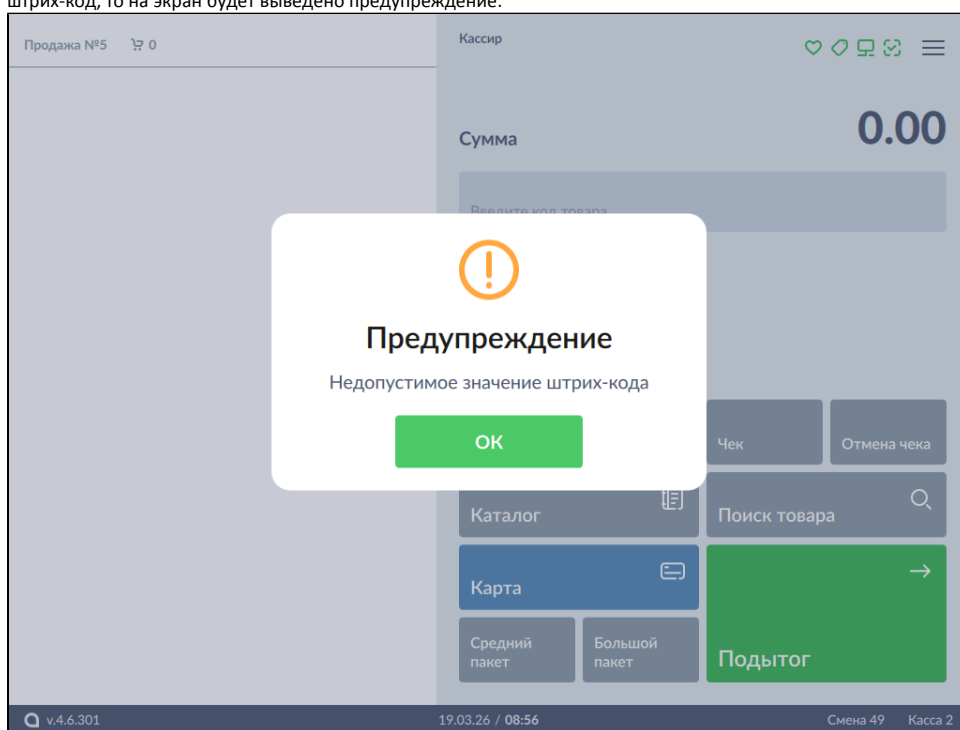 штрих-код, то на экран будет выведено предупреждение:
Продажа №5 0
Кассир
Сумма
0.00
Введите код товара
Предупреждение
Недопустимое значение штрих-кода
ОК
Чек
Отмена чека
Каталог
Поиск товара
Карта
Средний
пакет
Большой
пакет
Подытог
v.4.6.301
19.03.26 / 08:56
Смена 49
Касса 2